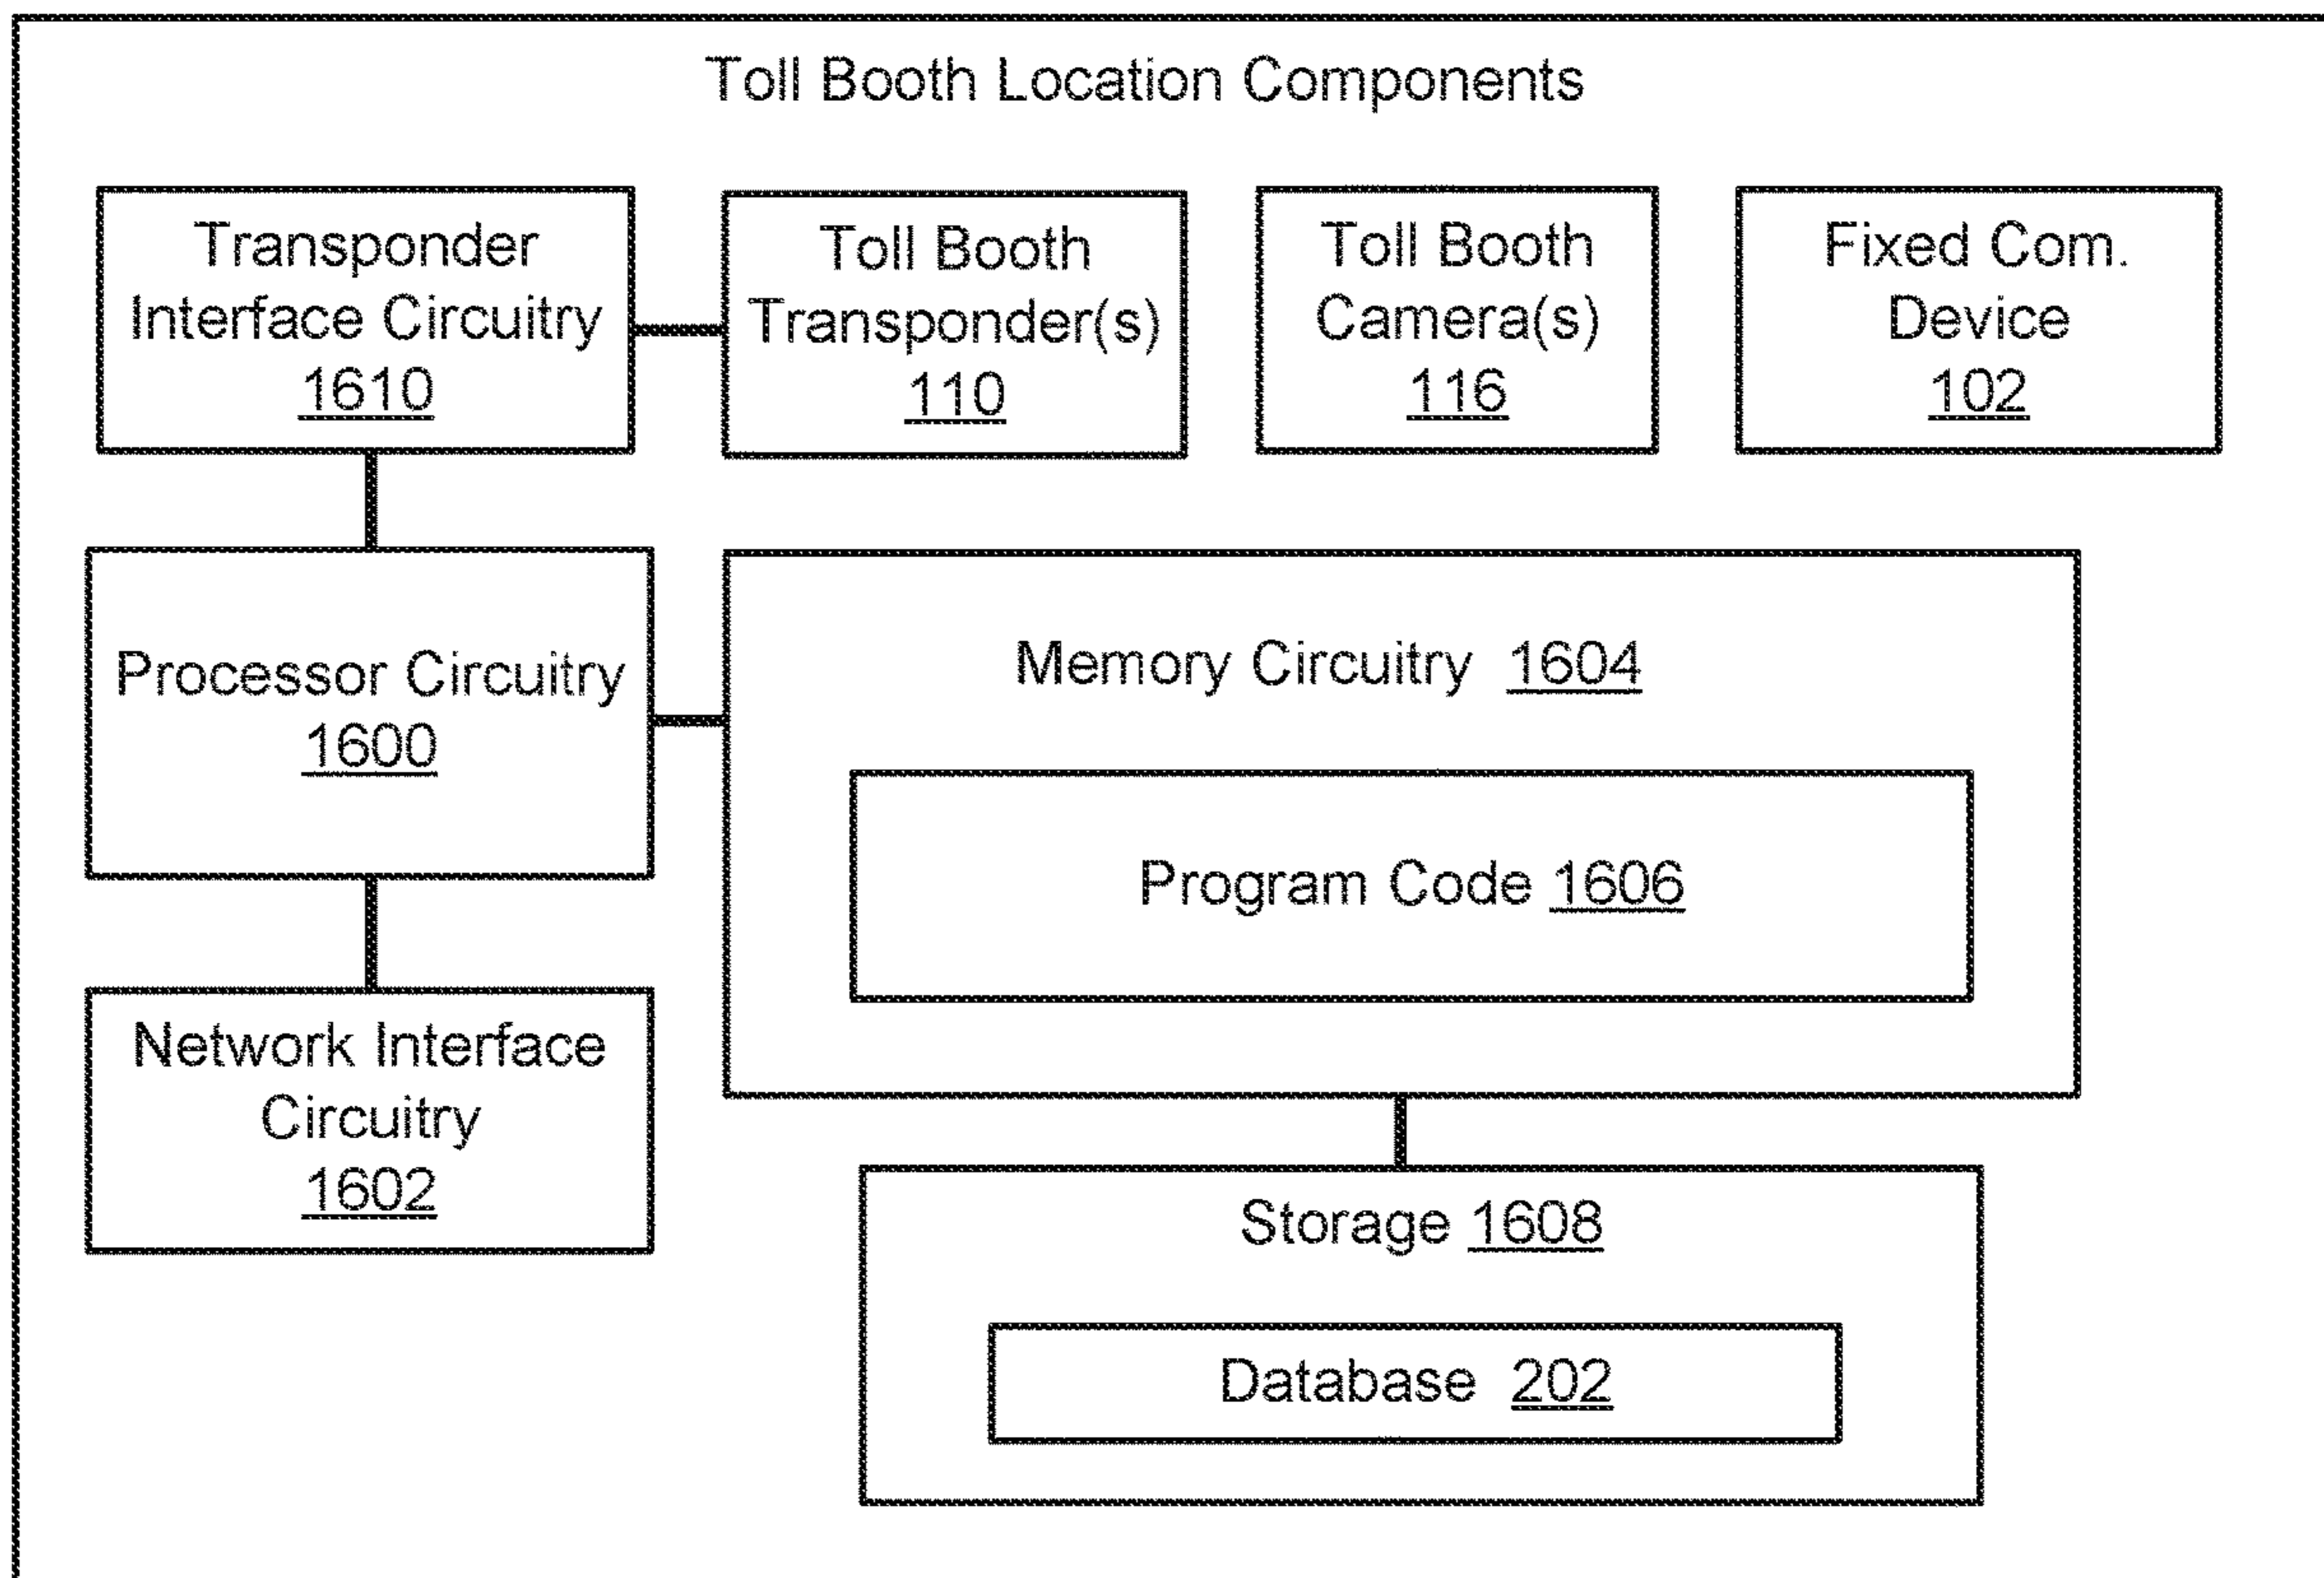 Toll Booth Location Components
Transponder
Interface Circuitry
1610
Toll Booth
Transponder(s)
110
Toll Booth
Camera(s)
116
Fixed Com.
Device
102
Processor Circuitry
1600
Memory Circuitry 1604
Program Code 1606
Network Interface
Circuitry
1602
Storage 1608
Database 202